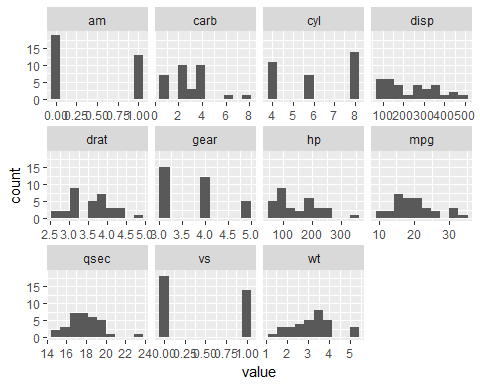 am carb cyl disp
15
10
5
0
0.00 0.25 0.50 0.75 1.00 0 2 4 6 8 4 5 6 7 8 100 200 300 400 500
drat gear hp mpg
15
10
5
0
2.5 3.0 3.5 4.0 4.5 5.0 3.0 3.5 4.0 4.5 5.0 100 200 300 10 20 30
qsec vs wt
15
10
5
0
14 16 18 20 22 24 0.00 0.25 0.50 0.75 1.00 1 2 3 4 5
count
value